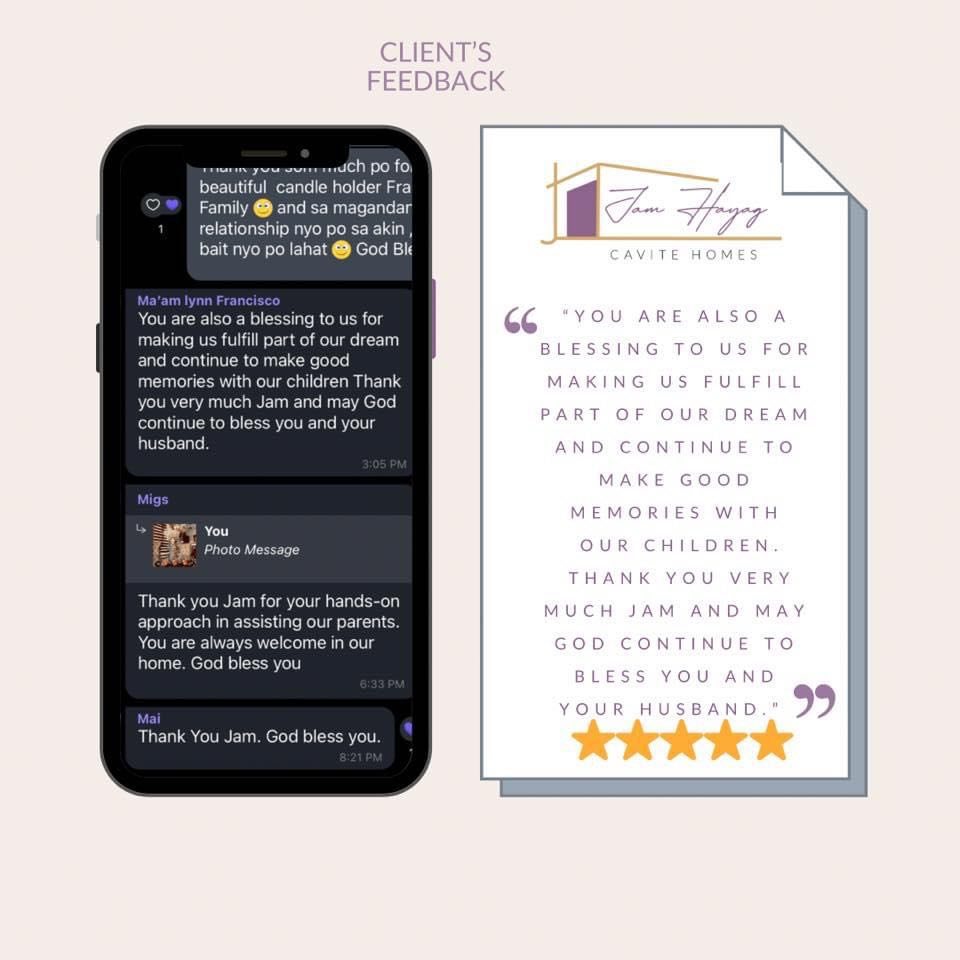 CLIENT'S
FEEDBACK
Thank you som much po fo
beautiful candle holder Fra
Family and sa magandar
relationship nyo po sa akin ,
bait nyo po lahat God Ble
1
Ma'am lynn Francisco
You are also a blessing to us for
making us fulfill part of our dream
and continue to make good
memories with our children Thank
you very much Jam and may God
continue to bless you and your
husband.
3:05 PM
Migs
You
Photo Message
Thank you Jam for your hands-on
approach in assisting our parents.
You are always welcome in our
home. God bless you
6:33 PM
Mai
Thank You Jam. God bless you.
8:21 PM
Jam Hayag
CAVITE HOMES
"YOU ARE ALSO A
BLESSING TO US FOR
MAKING US FULFILL
PART OF OUR DREAM
AND CONTINUE TO
MAKE GOOD
MEMORIES WITH
OUR CHILDREN.
THANK YOU VERY
MUCH JAM AND MAY
GOD CONTINUE TO
BLESS YOU AND
YOUR HUSBAND."